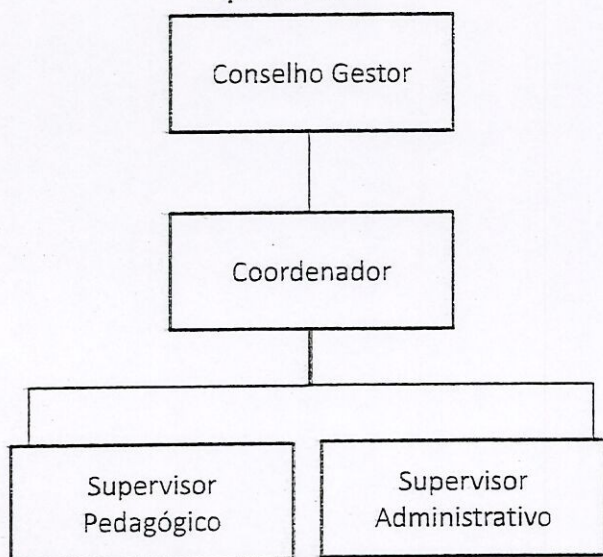 Conselho Gestor
Coordenador
Supervisor
Pedagógico
Supervisor
Administrativo